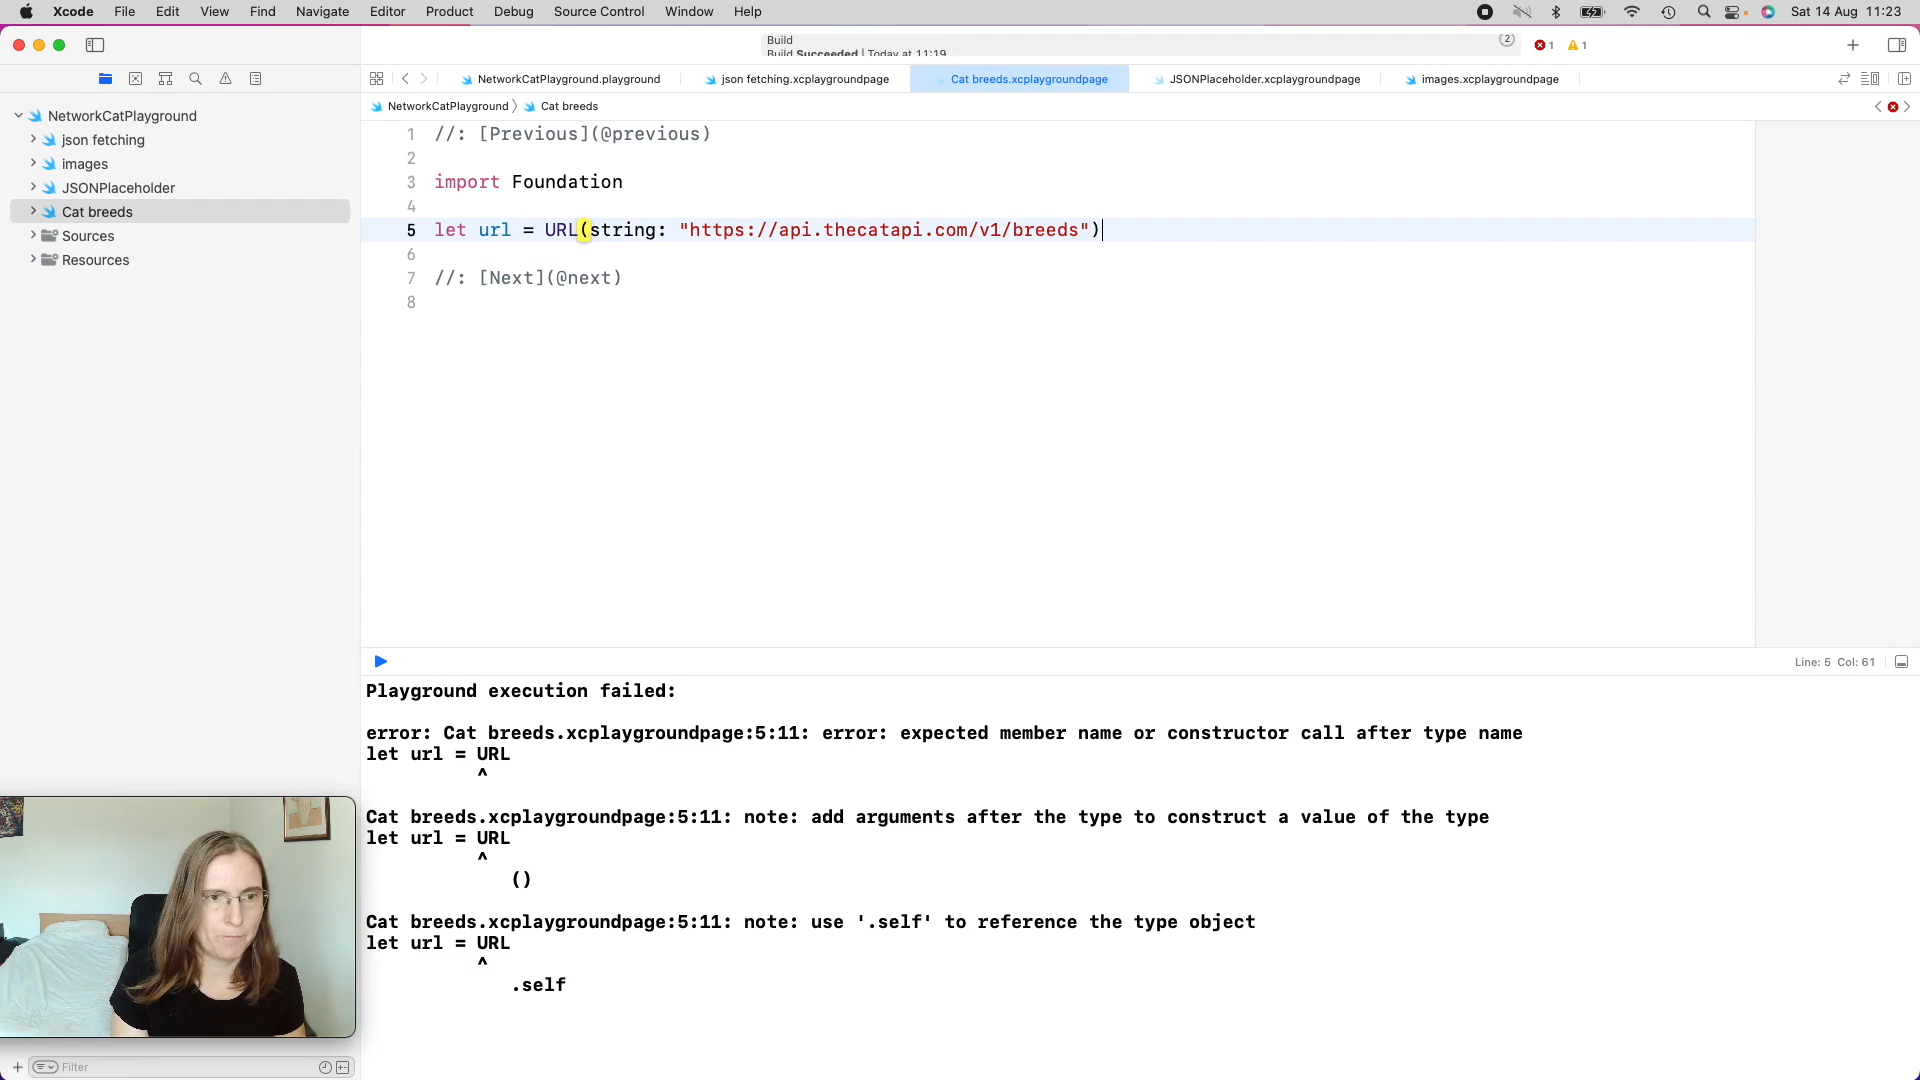 Xcode File Edit View Find Navigate Editor Product Debug Source Control Window Help Sat 14 Aug 11:23
Build
Build Succeeded | Today at 11:19
2
1 1
NetworkCatPlayground.playground json fetching.xcplaygroundpage Cat breeds.xcplaygroundpage JSONPlaceholder.xcplaygroundpage images.xcplaygroundpage
NetworkCatPlayground Cat breeds
NetworkCatPlayground
json fetching
images
JSONPlaceholder
Cat breeds
Sources
Resources
1 //: [Previous](@previous)
2
3 import Foundation
4
5 let url = URL(string: "https://api.thecatapi.com/v1/breeds")
6
7 //: [Next](@next)
8
Line: 5 Col: 61
Playground execution failed:
error: Cat breeds.xcplaygroundpage:5:11: error: expected member name or constructor call after type name
let url = URL
^
Cat breeds.xcplaygroundpage:5:11: note: add arguments after the type to construct a value of the type
let url = URL
^
()
Cat breeds.xcplaygroundpage:5:11: note: use '.self' to reference the type object
let url = URL
^
.self
Filter